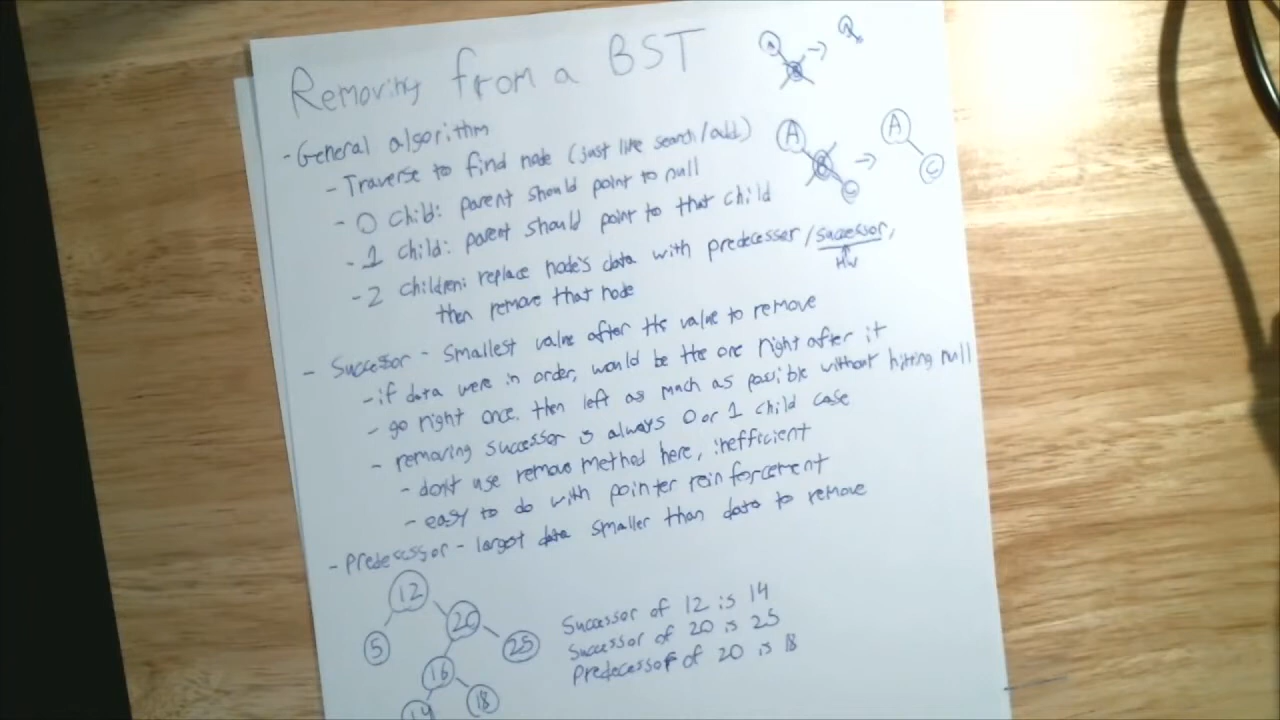 Removing from a BST
- General algorithm
- Traverse to find node (just like search/add)
- 0 child: parent should point to null
- 1 child: parent should point to that child
- 2 children: replace node's data with predecessor/successor,
HW
then remove that node
- Successor - smallest value after the value to remove
- if data were in order, would be the one right after it
- go right once, then left as much as possible without hitting null
- removing successor is always 0 or 1 child case
- don't use remove method here, inefficient
- easy to do with pointer reinforcement
- Predecessor - largest data smaller than data to remove
A
A
C
C
12
5
20
25
16
18
14
Successor of 12 is 14
Successor of 20 is 25
Predecessor of 20 is 18